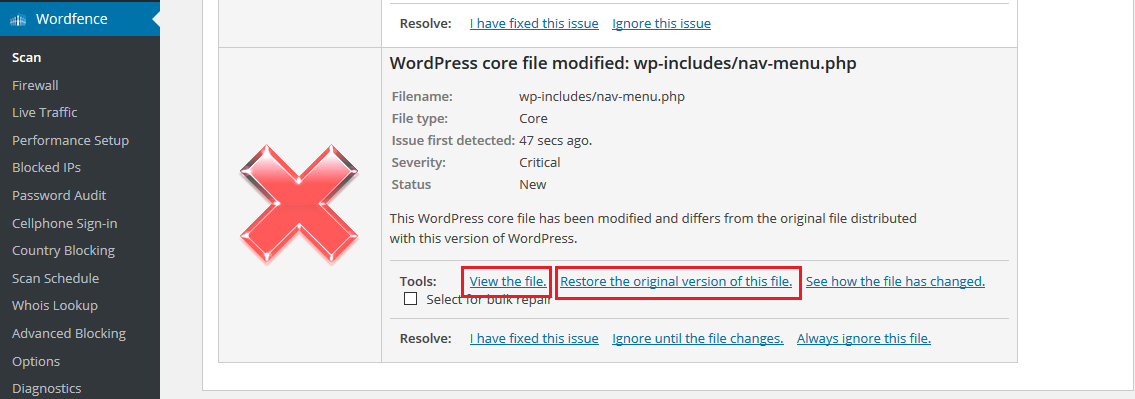 Wordfence
Scan
Firewall
Live Traffic
Performance Setup
Blocked IPs
Password Audit
Cellphone Sign-in
Country Blocking
Scan Schedule
Whois Lookup
Advanced Blocking
Options
Diagnostics
Resolve: I have fixed this issue Ignore this issue
WordPress core file modified: wp-includes/nav-menu.php
Filename: wp-includes/nav-menu.php
File type: Core
Issue first detected: 47 secs ago.
Severity: Critical
Status New
This WordPress core file has been modified and differs from the original file distributed
with this version of WordPress.
Tools: View the file. Restore the original version of this file. See how the file has changed.
Select for bulk repair
Resolve: I have fixed this issue Ignore until the file changes. Always ignore this file.